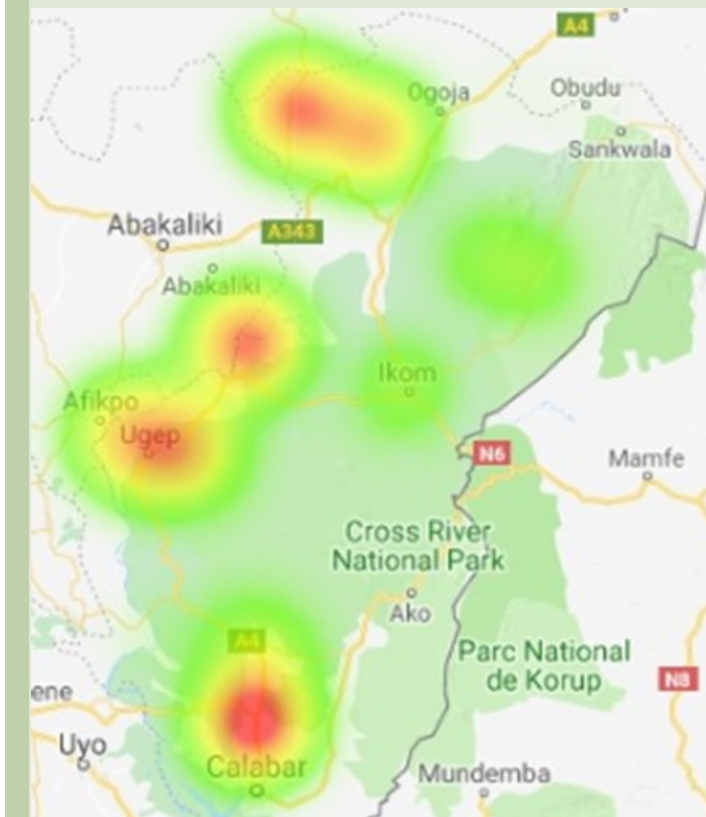 A4
Ogoja
Obudu
Sankwala
Abakaliki
A343
Abakaliki
Ikom
Afikpo
Ugep
N6
Mamfe
Cross River
National Park
Ako
A4
Parc National
de Korup
N8
ene
Uyo
Calabar
Mundemba